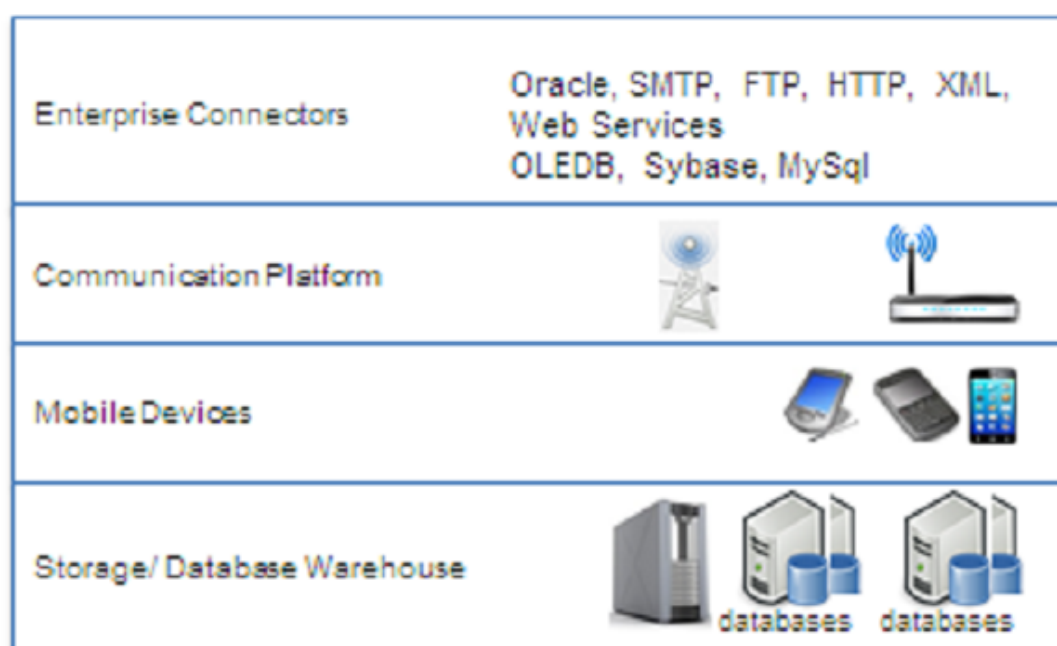 Enterprise Connectors
Oracle, SMTP, FTP, HTTP, XML,
Web Services
OLEDB, Sybase, MySql
Communication Platform
Mobile Devices
Storage/ Database Warehouse
databases databases